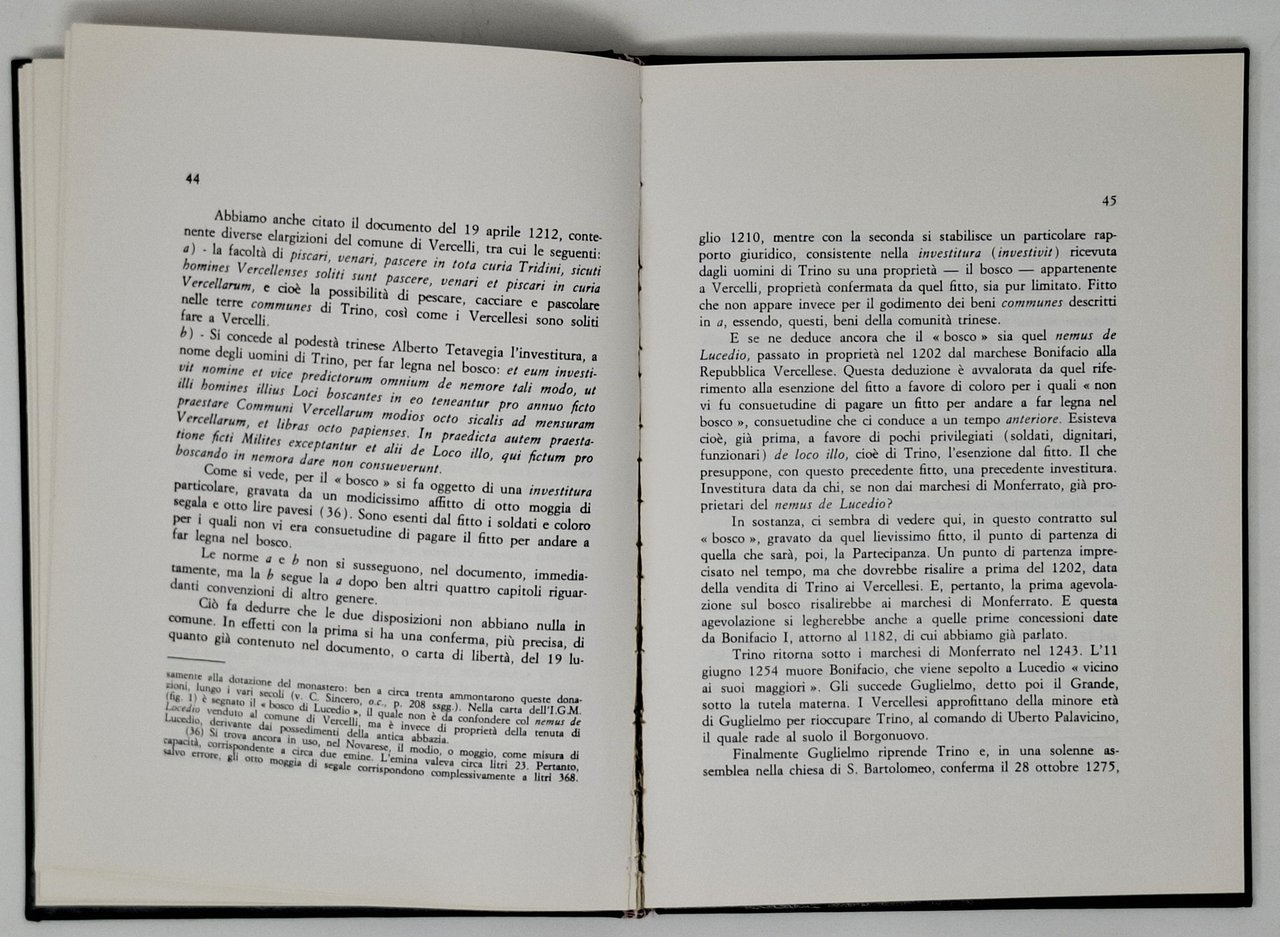 44
Abbiamo anche citato il documento del 19 aprile 1212, conte-
nente diverse elargizioni del comune di Vercelli, tra cui le seguenti:
a) - la facoltà di piscari, venari, pascere in tota curia Tridini, sicuti
homines Vercellenses soliti sunt pascere, venari et piscari in curia
Vercellarum, e cioè la possibilità di pescare, cacciare e pascolare
nelle terre communes di Trino, così come i Vercellesi sono soliti
fare a Vercelli.
b) - Si concede al podestà trinese Alberto Tetavegia l'investitura, a
nome degli uomini di Trino, per far legna nel bosco: et eum investi-
vit nomine et vice predictorum omnium de nemore tali modo, ut
illi homines illius Loci boscantes in eo teneantur pro annuo ficto
praestare Communi Vercellarum modios octo sicalis ad mensuram
Vercellarum, et libras octo papienses. In praedicta autem praesta-
tione ficti Milites exceptantur et alii de Loco illo, qui fictum pro
boscando in nemora dare non consueverunt.
Come si vede, per il « bosco » si fa oggetto di una investitura
particolare, gravata da un modicissimo affitto di otto moggia di
segala e otto lire pavesi (36). Sono esenti dal fitto i soldati e coloro
per i quali non vi era consuetudine di pagare il fitto per andare a
far legna nel bosco.
Le norme a e b non si susseguono, nel documento, immedia-
tamente, ma la b segue la a dopo ben altri quattro capitoli riguar-
danti convenzioni di altro genere.
Ciò fa dedurre che le due disposizioni non abbiano nulla in
comune. In effetti con la prima si ha una conferma, più precisa, di
quanto già contenuto nel documento, o carta di libertà, del 19 lu-
samente alla dotazione del monastero: ben a circa trenta ammontarono queste dona-
zioni, lungo i vari secoli (v. C. Sincero, o.c., p. 208 ssgg.). Nella carta dell'I.G.M.
(fig. 1) è segnato il « bosco di Lucedio », il quale non è da confondere col nemus de
Locedio venduto al comune di Vercelli, ma è invece di proprietà della tenuta di
Lucedio, derivante dai possedimenti della antica abbazia.
(36) Si trova ancora in uso, nel Novarese, il modio, o moggio, come misura di
capacità, corrispondente a circa due emine. L'emina valeva circa litri 23. Pertanto,
salvo errore, gli otto moggia di segale corrispondono complessivamente a litri 368.
45
glio 1210, mentre con la seconda si stabilisce un particolare rap-
porto giuridico, consistente nella investitura (investivit) ricevuta
dagli uomini di Trino su una proprietà — il bosco — appartenente
a Vercelli, proprietà confermata da quel fitto, sia pur limitato. Fitto
che non appare invece per il godimento dei beni communes descritti
in a, essendo, questi, beni della comunità trinese.
E se ne deduce ancora che il « bosco » sia quel nemus de
Lucedio, passato in proprietà nel 1202 dal marchese Bonifacio alla
Repubblica Vercellese. Questa deduzione è avvalorata da quel rife-
rimento alla esenzione del fitto a favore di coloro per i quali « non
vi fu consuetudine di pagare un fitto per andare a far legna nel
bosco », consuetudine che ci conduce a un tempo anteriore. Esisteva
cioè, già prima, a favore di pochi privilegiati (soldati, dignitari,
funzionari) de loco illo, cioè di Trino, l'esenzione dal fitto. Il che
presuppone, con questo precedente fitto, una precedente investitura.
Investitura data da chi, se non dai marchesi di Monferrato, già pro-
prietari del nemus de Lucedio?
In sostanza, ci sembra di vedere qui, in questo contratto sul
« bosco », gravato da quel lievissimo fitto, il punto di partenza di
quella che sarà, poi, la Partecipanza. Un punto di partenza impre-
cisato nel tempo, ma che dovrebbe risalire a prima del 1202, data
della vendita di Trino ai Vercellesi. E, pertanto, la prima agevola-
zione sul bosco risalirebbe ai marchesi di Monferrato. E questa
agevolazione si legherebbe anche a quelle prime concessioni date
da Bonifacio I, attorno al 1182, di cui abbiamo già parlato.
Trino ritorna sotto i marchesi di Monferrato nel 1243. L'11
giugno 1254 muore Bonifacio, che viene sepolto a Lucedio « vicino
ai suoi maggiori ». Gli succede Guglielmo, detto poi il Grande,
sotto la tutela materna. I Vercellesi approfittano della minore età
di Guglielmo per rioccupare Trino, al comando di Uberto Palavicino,
il quale rade al suolo il Borgonuovo.
Finalmente Guglielmo riprende Trino e, in una solenne as-
semblea nella chiesa di S. Bartolomeo, conferma il 28 ottobre 1275,